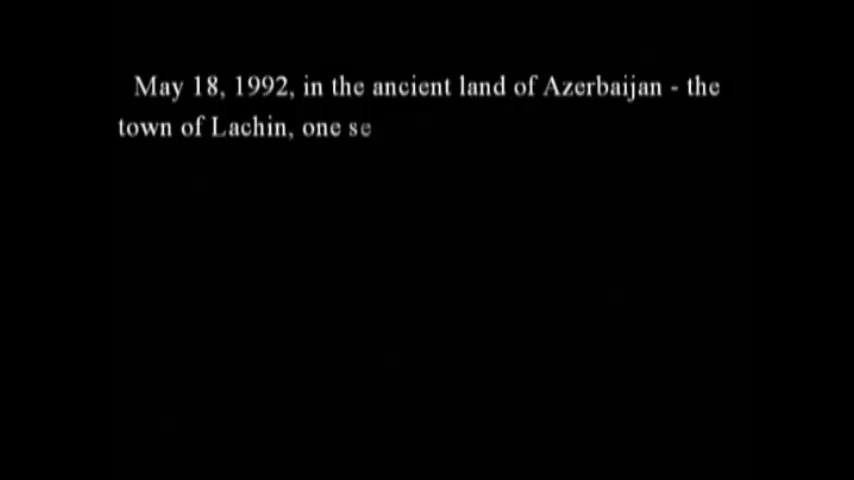 May 18, 1992, in the ancient land of Azerbaijan - the
town of Lachin, one se